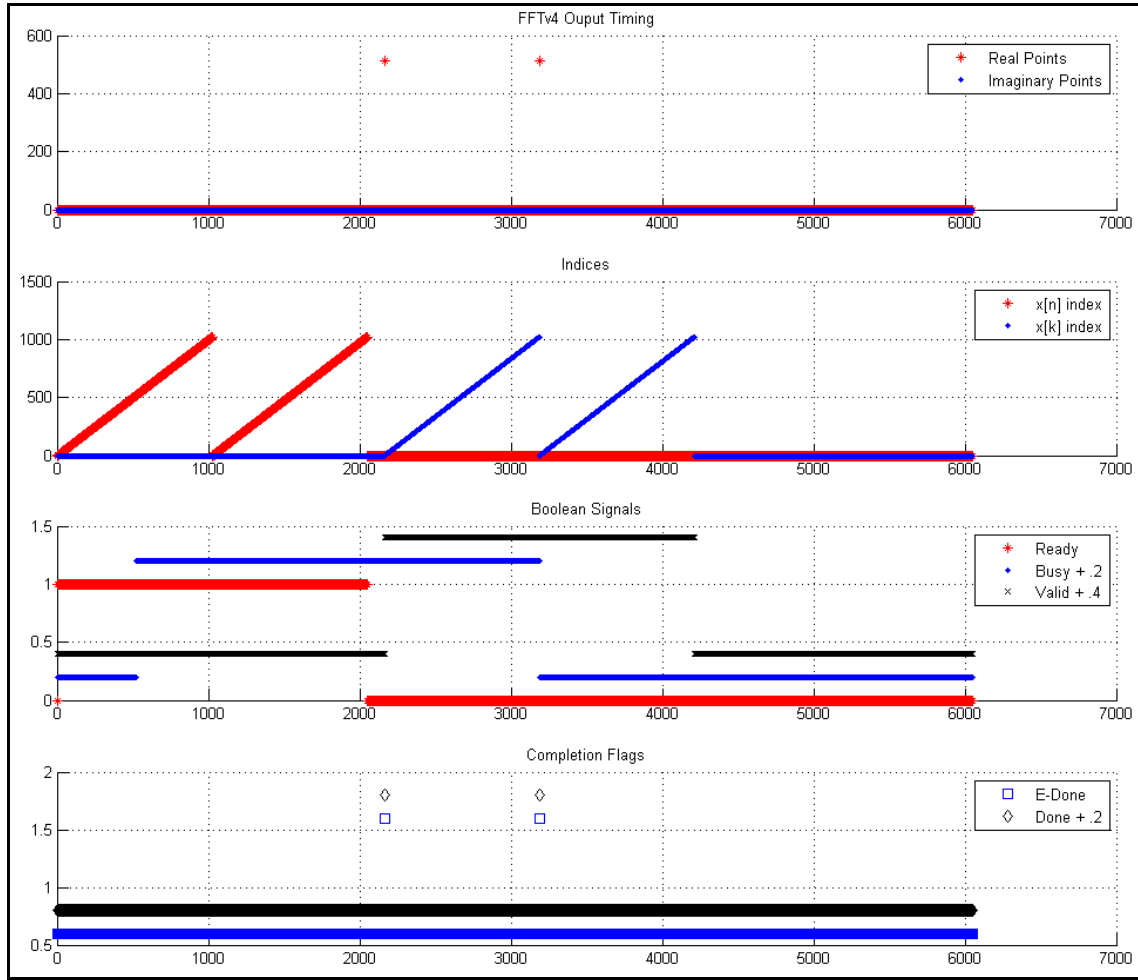 FFTv4 Ouput Timing
600
400
200
0
0 1000 2000 3000 4000 5000 6000 7000
Real Points
Imaginary Points
Indices
1500
1000
500
0
0 1000 2000 3000 4000 5000 6000 7000
x[n] index
x[k] index
Boolean Signals
1.5
1
0.5
0
0 1000 2000 3000 4000 5000 6000 7000
Ready
Busy + .2
Valid + .4
Completion Flags
2
1.5
1
0.5
0 1000 2000 3000 4000 5000 6000 7000
E-Done
Done + .2